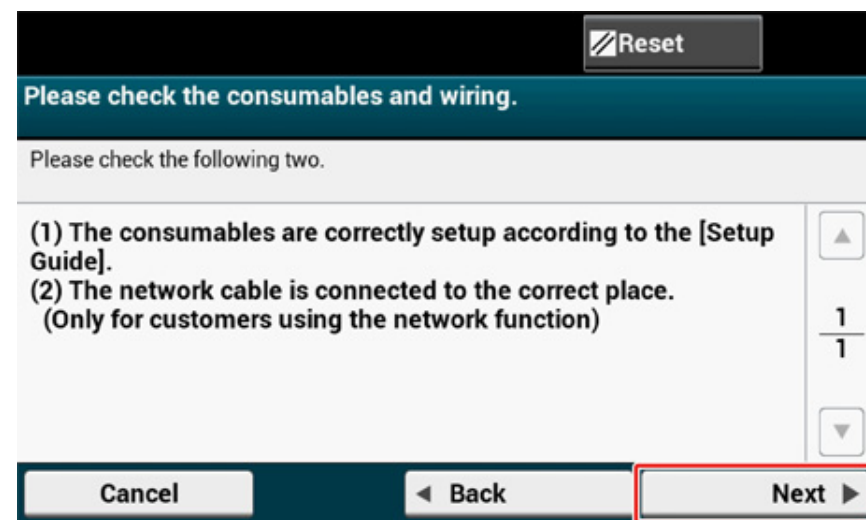 Reset
Please check the consumables and wiring.
Please check the following two.
(1) The consumables are correctly setup according to the [Setup
Guide].
(2) The network cable is connected to the correct place.
(Only for customers using the network function)
1
1
Cancel
Back
Next